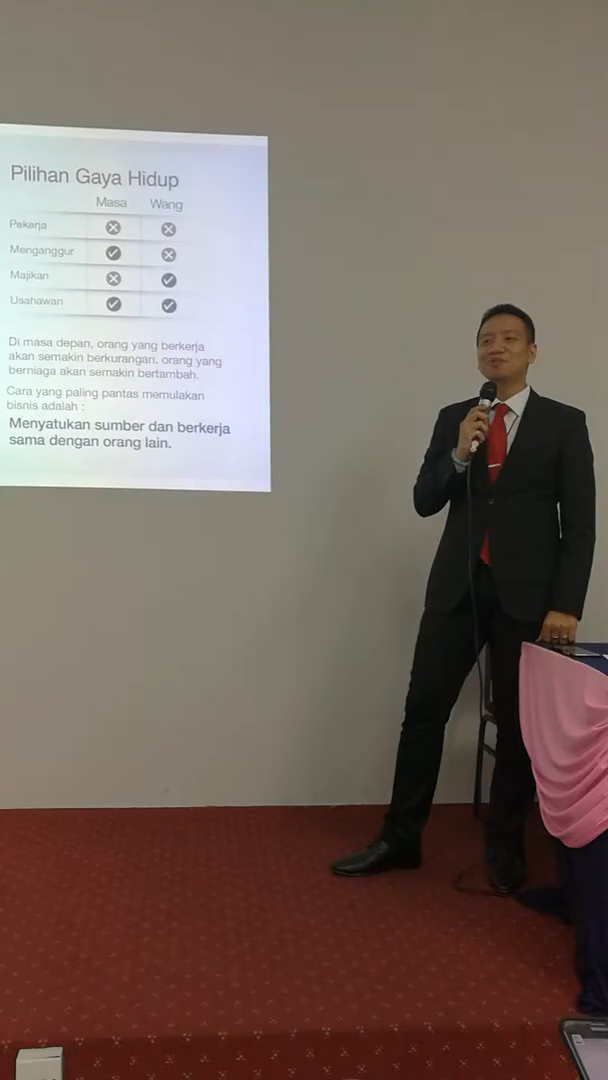 Pilihan Gaya Hidup
Masa Wang
Pekerja
Menganggur
Majikan
Usahawan
Di masa depan, orang yang berkerja
akan semakin berkurangan, orang yang
berniaga akan semakin bertambah.
Cara yang paling pantas memulakan
bisnis adalah :
Menyatukan sumber dan berkerja
sama dengan orang lain.